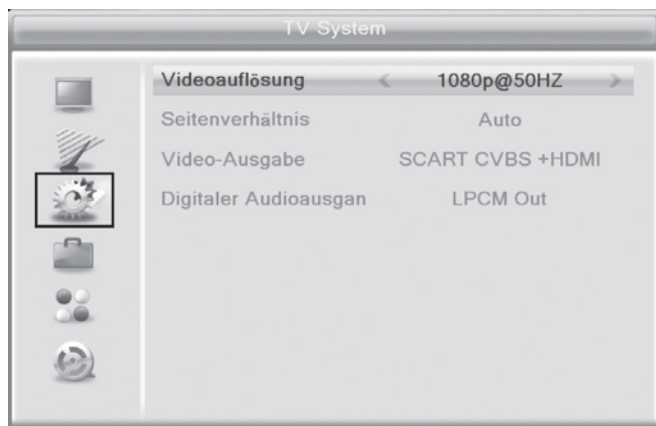 TV System
Videoauflösung < 1080p@50HZ >
Seitenverhältnis Auto
Video-Ausgabe SCART CVBS +HDMI
Digitaler Audioausgan LPCM Out